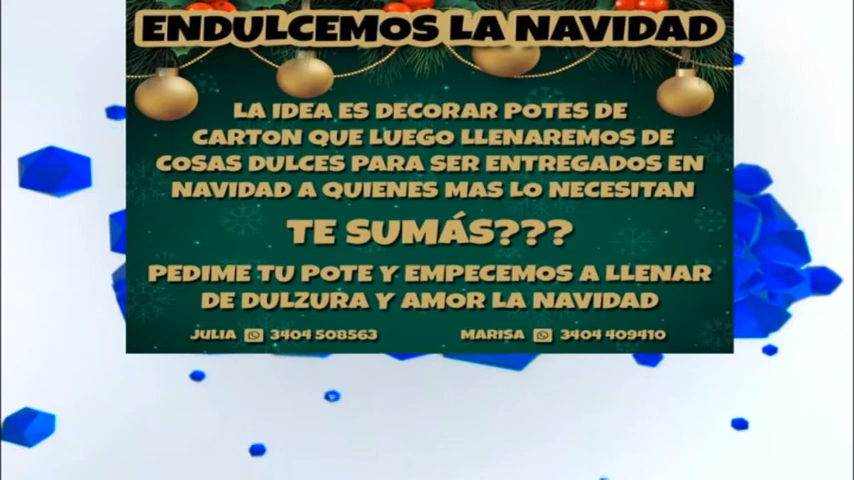 ENDULCEMOS LA NAVIDAD
LA IDEA ES DECORAR POTES DE
CARTON QUE LUEGO LLENAREMOS DE
COSAS DULCES PARA SER ENTREGADOS EN
NAVIDAD A QUIENES MAS LO NECESITAN
TE SUMÁS???
PEDIME TU POTE Y EMPECEMOS A LLENAR
DE DULZURA Y AMOR LA NAVIDAD
JULIA 3404 508563 MARISA 3404 409410